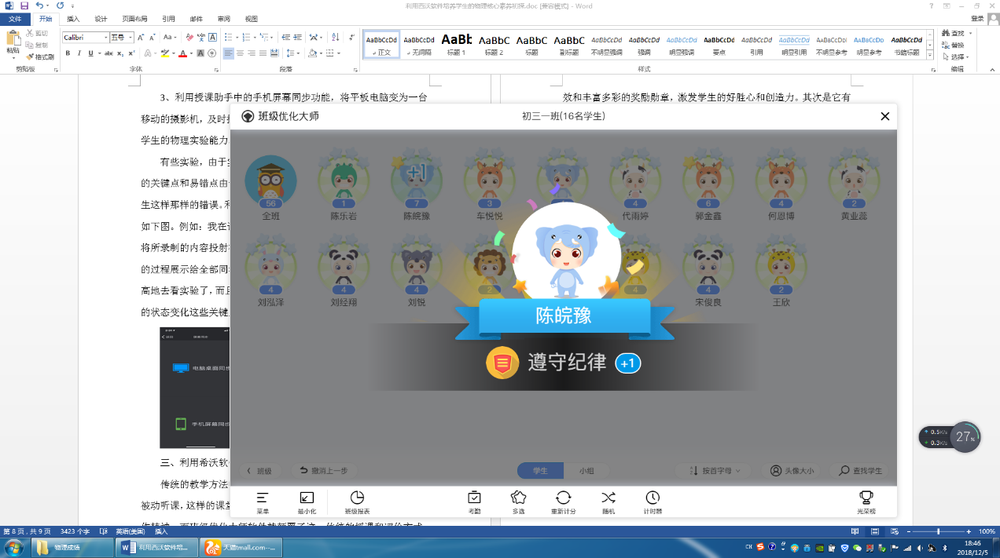 利用西沃软件培养学生的物理核心素养初探.doc [兼容模式] - Word
文件 开始 插入 设计 页面布局 引用 邮件 审阅 视图 登录
粘贴 剪切 复制 格式刷 Calibri 五号
AaBbCcDd AaBbCcDd AaBb AaBbC AaBbC AaBbC AaBbCcDd AaBbCcDd AaBbCcDd AaBbCcDd AaBbCcDd AaBbCcDd AaBbCcDd AaBbCcDd AaBbCcDd
正文 无间隔 标题 1 标题 2 标题 副标题 不明显强调 强调 明显强调 要点 引用 明显引用 不明显参考 明显参考 书籍标题
查找 替换 选择
剪贴板 字体 段落 样式 编辑
3、利用授课助手中的手机屏幕同步功能，将平板电脑变为一台
移动的摄影机，及时
学生的物理实验能力
有些实验，由于
的关键点和易错点由
生这样那样的错误。
如下图。例如：我在
将所录制的内容投射
的过程展示给全部同
高地去看实验了，而且
的状态变化这些关键
电脑桌面同步
手机屏幕同步
三、利用希沃软
传统的教学方法
被动听课，这样的课堂
效和丰富多彩的奖励勋章，激发学生的好胜心和创造力。其次是它有
班级优化大师 初三一班(16名学生)
56 1 +1 7 3 4 6 4 2
全班 陈乐岩 陈皖豫 车悦悦 代雨婷 郭金鑫 何恩博 黄业蕊
4 4 4 2 4 4 2
刘泓泽 刘经翔 刘锐 宋俊良 王欣
陈皖豫
遵守纪律 +1
班级 撤消上一步 学生 小组 按首字母 头像大小 查找学生
菜单 最小化 班级报表 考勤 多选 重新计分 随机 计时器 光荣榜
0.5K/s
0.3K/s
27%
第 8 页，共 9 页 3423 个字 英语(美国) 插入 100%
物理成绩 利用西沃软件培... 天猫tmall.com--...
CH
18:46
2018/12/5